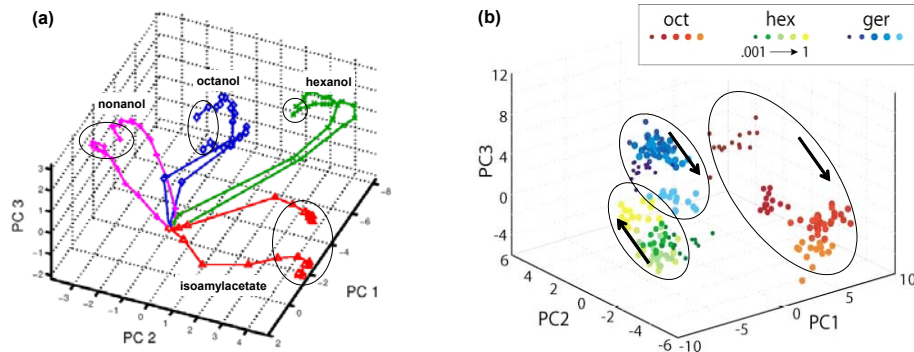 (a)
nonanol
octanol
hexanol
isoamylacetate
PC 3
3
2
1
0
−1
−2
PC 2
−3
−2
−1
0
1
2
3
4
PC 1
−8
−6
−4
−2
0
(b)
oct hex ger
.001 → 1
PC3
12
8
4
0
-4
PC2
6
4
2
0
-2
-4
-6
PC1
-10
-5
0
5
10